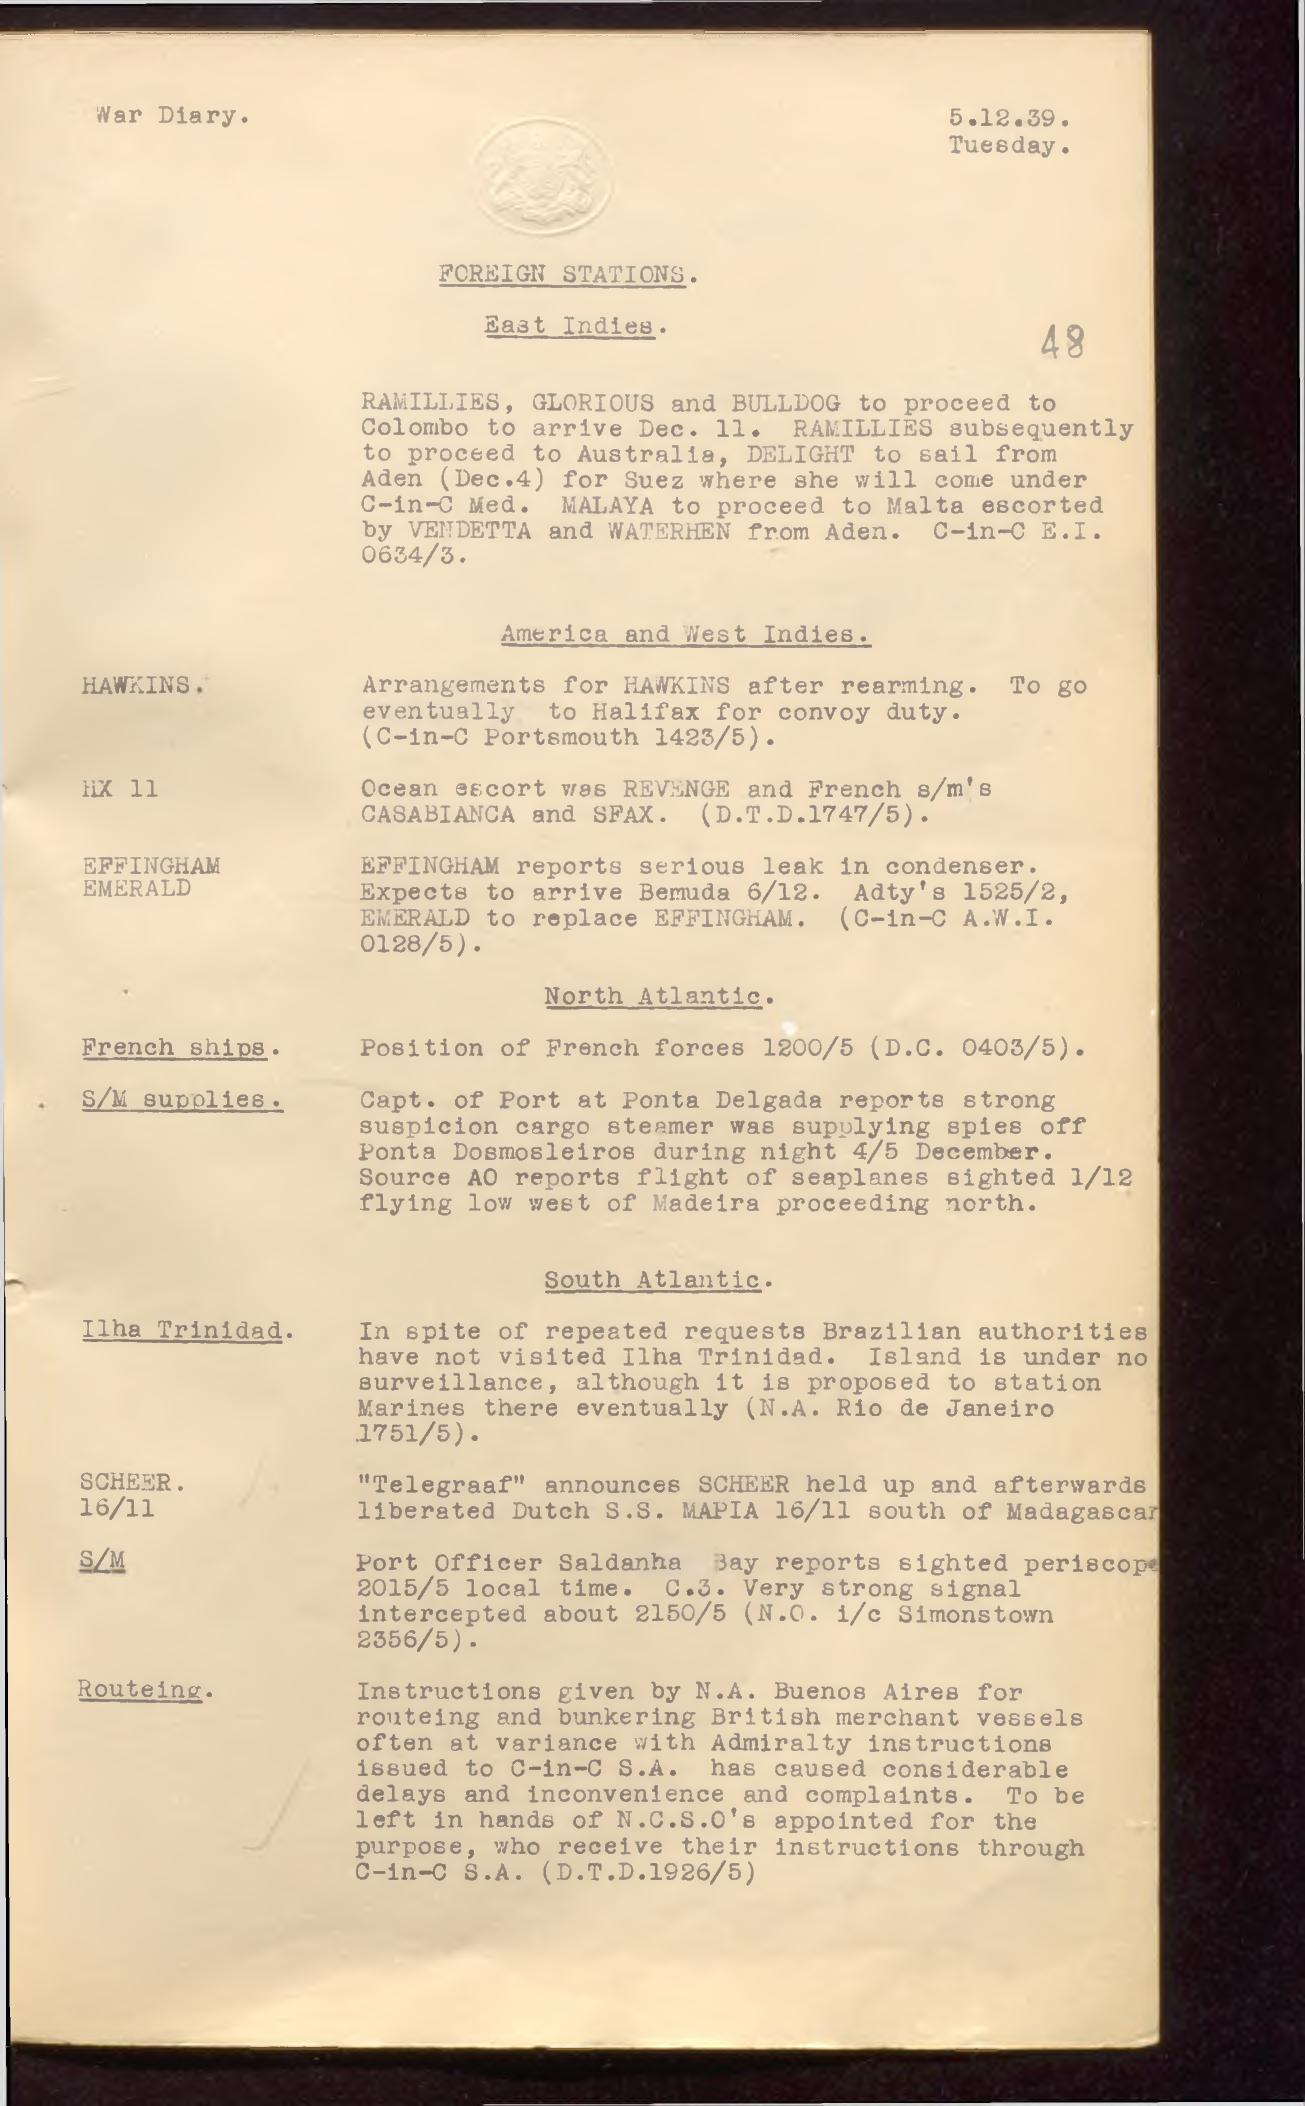 War Diary.
5.12.39.
Tuesday.
FOREIGN STATIONS.
East Indies.
48
RAMILLIES, GLORIOUS and BULLDOG to proceed to
Colombo to arrive Dec. 11. RAMILLIES subsequently
to proceed to Australia, DELIGHT to sail from
Aden (Dec.4) for Suez where she will come under
C-in-C Med. MALAYA to proceed to Malta escorted
by VENDETTA and WATERHEN from Aden. C-in-C E.I.
0634/3.
America and West Indies.
HAWKINS. Arrangements for HAWKINS after rearming. To go
eventually to Halifax for convoy duty.
(C-in-C Portsmouth 1423/5).
HX 11 Ocean escort was REVENGE and French s/m's
CASABIANCA and SFAX. (D.T.D.1747/5).
EFFINGHAM EFFINGHAM reports serious leak in condenser.
EMERALD Expects to arrive Bemuda 6/12. Adty's 1525/2,
EMERALD to replace EFFINGHAM. (C-in-C A.W.I.
0128/5).
North Atlantic.
French ships. Position of French forces 1200/5 (D.C. 0403/5).
S/M supplies. Capt. of Port at Ponta Delgada reports strong
suspicion cargo steamer was supplying spies off
Ponta Dosmosleiros during night 4/5 December.
Source AO reports flight of seaplanes sighted 1/12
flying low west of Madeira proceeding north.
South Atlantic.
Ilha Trinidad. In spite of repeated requests Brazilian authorities
have not visited Ilha Trinidad. Island is under no
surveillance, although it is proposed to station
Marines there eventually (N.A. Rio de Janeiro
1751/5).
SCHEER. "Telegraaf" announces SCHEER held up and afterwards
16/11 liberated Dutch S.S. MAPIA 16/11 south of Madagascar
S/M Port Officer Saldanha Bay reports sighted periscope
2015/5 local time. C.3. Very strong signal
intercepted about 2150/5 (N.O. i/c Simonstown
2356/5).
Routeing. Instructions given by N.A. Buenos Aires for
routeing and bunkering British merchant vessels
often at variance with Admiralty instructions
issued to C-in-C S.A. has caused considerable
delays and inconvenience and complaints. To be
left in hands of N.C.S.O's appointed for the
purpose, who receive their instructions through
C-in-C S.A. (D.T.D.1926/5)